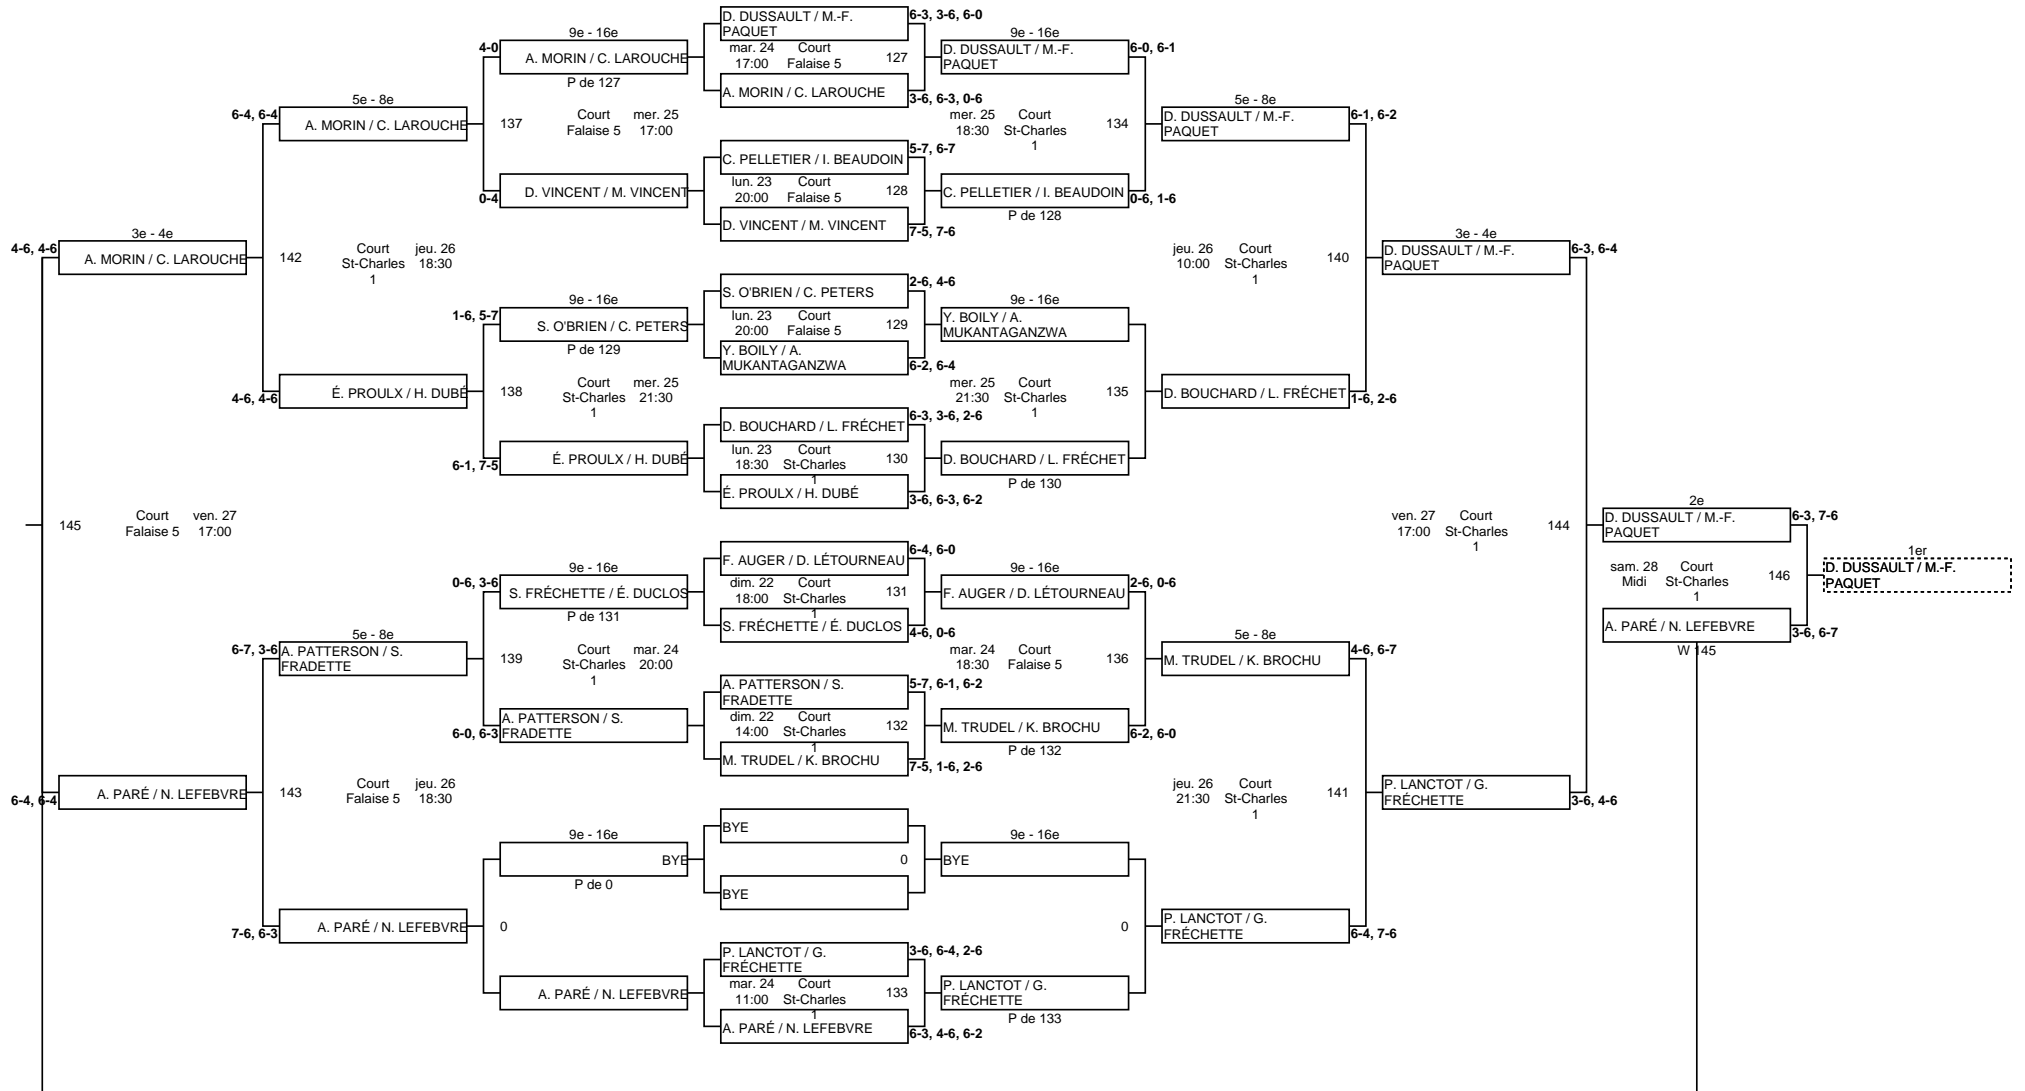 D. DUSSAULT / M.-F.
PAQUET
6-3, 3-6, 6-0
9e - 16e
4-0
A. MORIN / C. LAROUCHE
P de 127
mar. 24 Court
17:00 Falaise 5
127
A. MORIN / C. LAROUCHE
3-6, 6-3, 0-6
9e - 16e
D. DUSSAULT / M.-F.
PAQUET
6-0, 6-1
5e - 8e
6-4, 6-4
A. MORIN / C. LAROUCHE
137
Court mer. 25
Falaise 5 17:00
mer. 25 Court
18:30 St-Charles
1
134
5e - 8e
D. DUSSAULT / M.-F.
PAQUET
6-1, 6-2
C. PELLETIER / I. BEAUDOIN
5-7, 6-7
D. VINCENT / M. VINCENT
0-4
lun. 23 Court
20:00 Falaise 5
128
D. VINCENT / M. VINCENT
7-5, 7-6
C. PELLETIER / I. BEAUDOIN
0-6, 1-6
P de 128
3e - 4e
4-6, 4-6
A. MORIN / C. LAROUCHE
142
Court jeu. 26
St-Charles 18:30
1
jeu. 26 Court
10:00 St-Charles
1
140
3e - 4e
D. DUSSAULT / M.-F.
PAQUET
6-3, 6-4
9e - 16e
1-6, 5-7
S. O'BRIEN / C. PETERS
P de 129
S. O'BRIEN / C. PETERS
2-6, 4-6
lun. 23 Court
20:00 Falaise 5
129
Y. BOILY / A.
MUKANTAGANZWA
6-2, 6-4
9e - 16e
Y. BOILY / A.
MUKANTAGANZWA
4-6, 4-6
É. PROULX / H. DUBÉ
138
Court mer. 25
St-Charles 21:30
1
mer. 25 Court
21:30 St-Charles
1
135
D. BOUCHARD / L. FRÉCHET
1-6, 2-6
D. BOUCHARD / L. FRÉCHET
6-3, 3-6, 2-6
6-1, 7-5
É. PROULX / H. DUBÉ
lun. 23 Court
18:30 St-Charles
1
130
É. PROULX / H. DUBÉ
3-6, 6-3, 6-2
D. BOUCHARD / L. FRÉCHET
P de 130
145
Court ven. 27
Falaise 5 17:00
ven. 27 Court
17:00 St-Charles
1
144
2e
D. DUSSAULT / M.-F.
PAQUET
6-3, 7-6
sam. 28 Court
Midi St-Charles
1
146
1er
D. DUSSAULT / M.-F.
PAQUET
A. PARÉ / N. LEFEBVRE
3-6, 6-7
W 145
9e - 16e
0-6, 3-6
S. FRÉCHETTE / É. DUCLOS
P de 131
F. AUGER / D. LÉTOURNEAU
6-4, 6-0
dim. 22 Court
18:00 St-Charles
1
131
S. FRÉCHETTE / É. DUCLOS
4-6, 0-6
9e - 16e
F. AUGER / D. LÉTOURNEAU
2-6, 0-6
5e - 8e
6-7, 3-6
A. PATTERSON / S.
FRADETTE
139
Court mar. 24
St-Charles 20:00
1
mar. 24 Court
18:30 Falaise 5
136
5e - 8e
M. TRUDEL / K. BROCHU
4-6, 6-7
A. PATTERSON / S.
FRADETTE
5-7, 6-1, 6-2
6-0, 6-3
A. PATTERSON / S.
FRADETTE
dim. 22 Court
14:00 St-Charles
1
132
M. TRUDEL / K. BROCHU
7-5, 1-6, 2-6
M. TRUDEL / K. BROCHU
6-2, 6-0
P de 132
6-4, 6-4
A. PARÉ / N. LEFEBVRE
143
Court jeu. 26
Falaise 5 18:30
jeu. 26 Court
21:30 St-Charles
1
141
P. LANCTOT / G.
FRÉCHETTE
3-6, 4-6
9e - 16e
BYE
P de 0
BYE
0
BYE
9e - 16e
BYE
7-6, 6-3
A. PARÉ / N. LEFEBVRE
0
0
P. LANCTOT / G.
FRÉCHETTE
6-4, 7-6
P. LANCTOT / G.
FRÉCHETTE
3-6, 6-4, 2-6
A. PARÉ / N. LEFEBVRE
mar. 24 Court
11:00 St-Charles
1
133
A. PARÉ / N. LEFEBVRE
6-3, 4-6, 6-2
P. LANCTOT / G.
FRÉCHETTE
P de 133